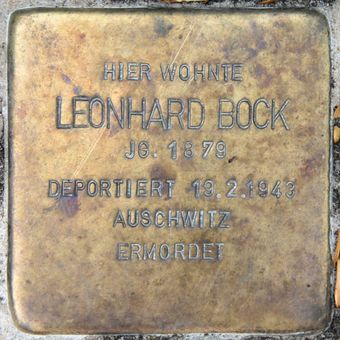 HIER WOHNTE
LEONHARD BOCK
JG. 1879
DEPORTIERT 19.2.1943
AUSCHWITZ
ERMORDET